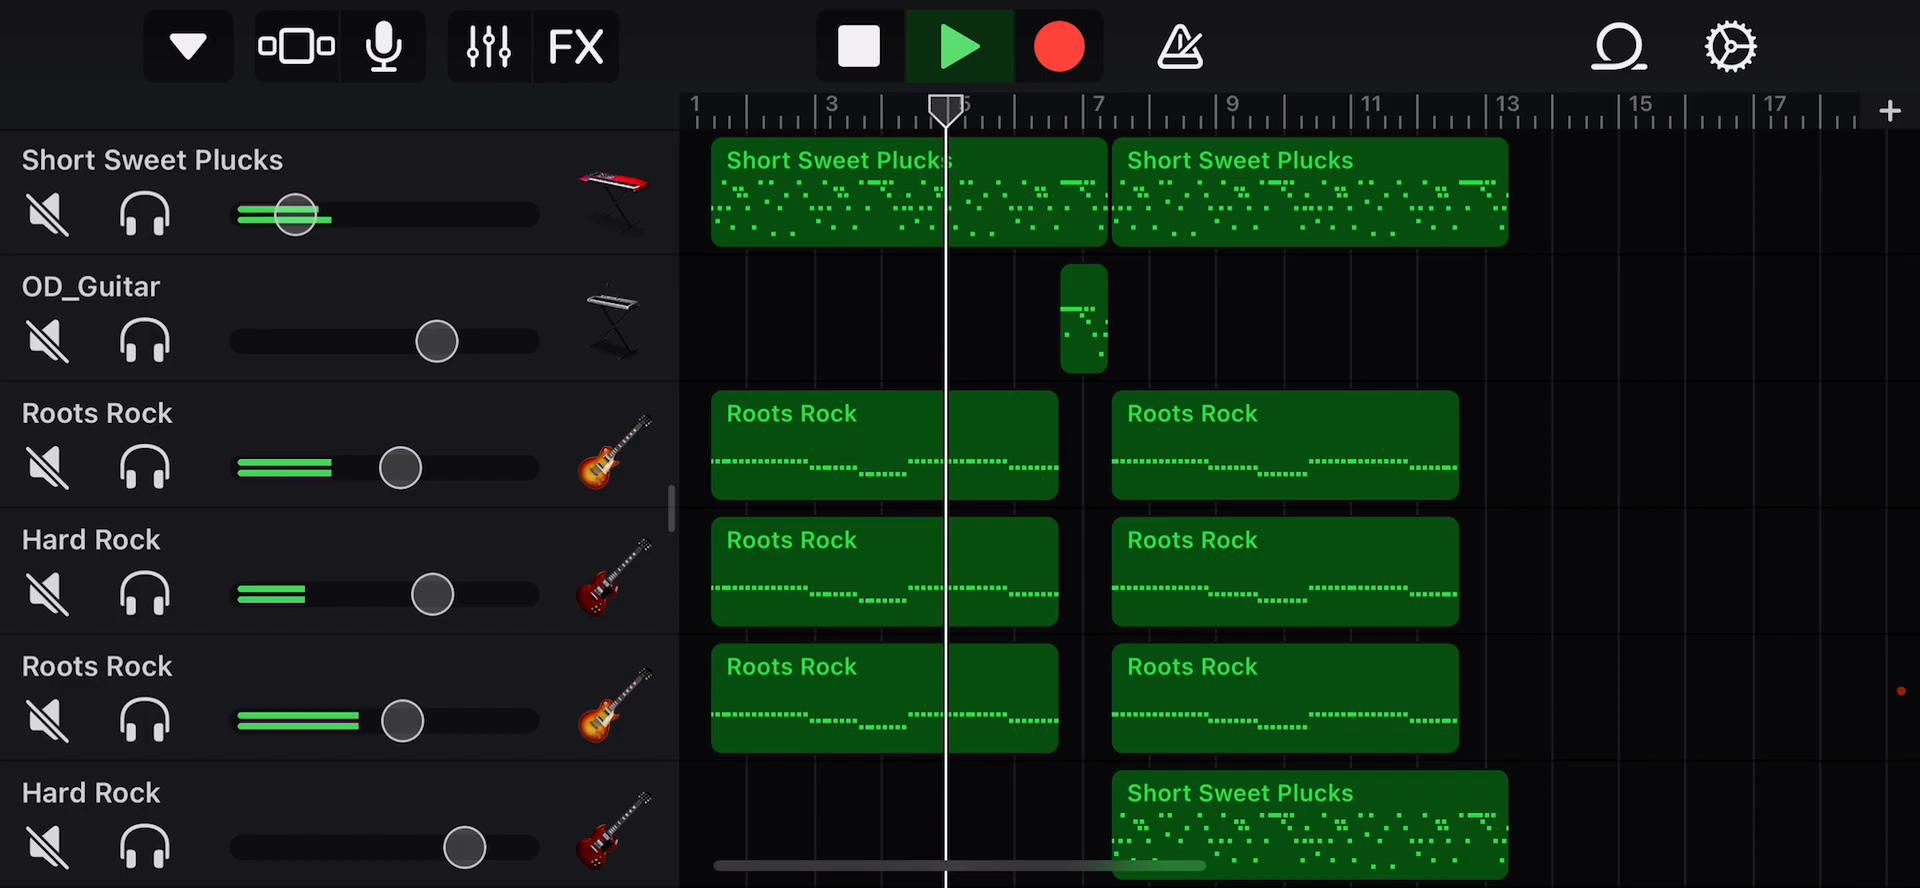 FX
1 3 5 7 9 11 13 15 17 +
Short Sweet Plucks
Short Sweet Plucks Short Sweet Plucks
OD_Guitar
Roots Rock
Roots Rock Roots Rock
Hard Rock
Roots Rock Roots Rock
Roots Rock
Roots Rock Roots Rock
Hard Rock
Short Sweet Plucks